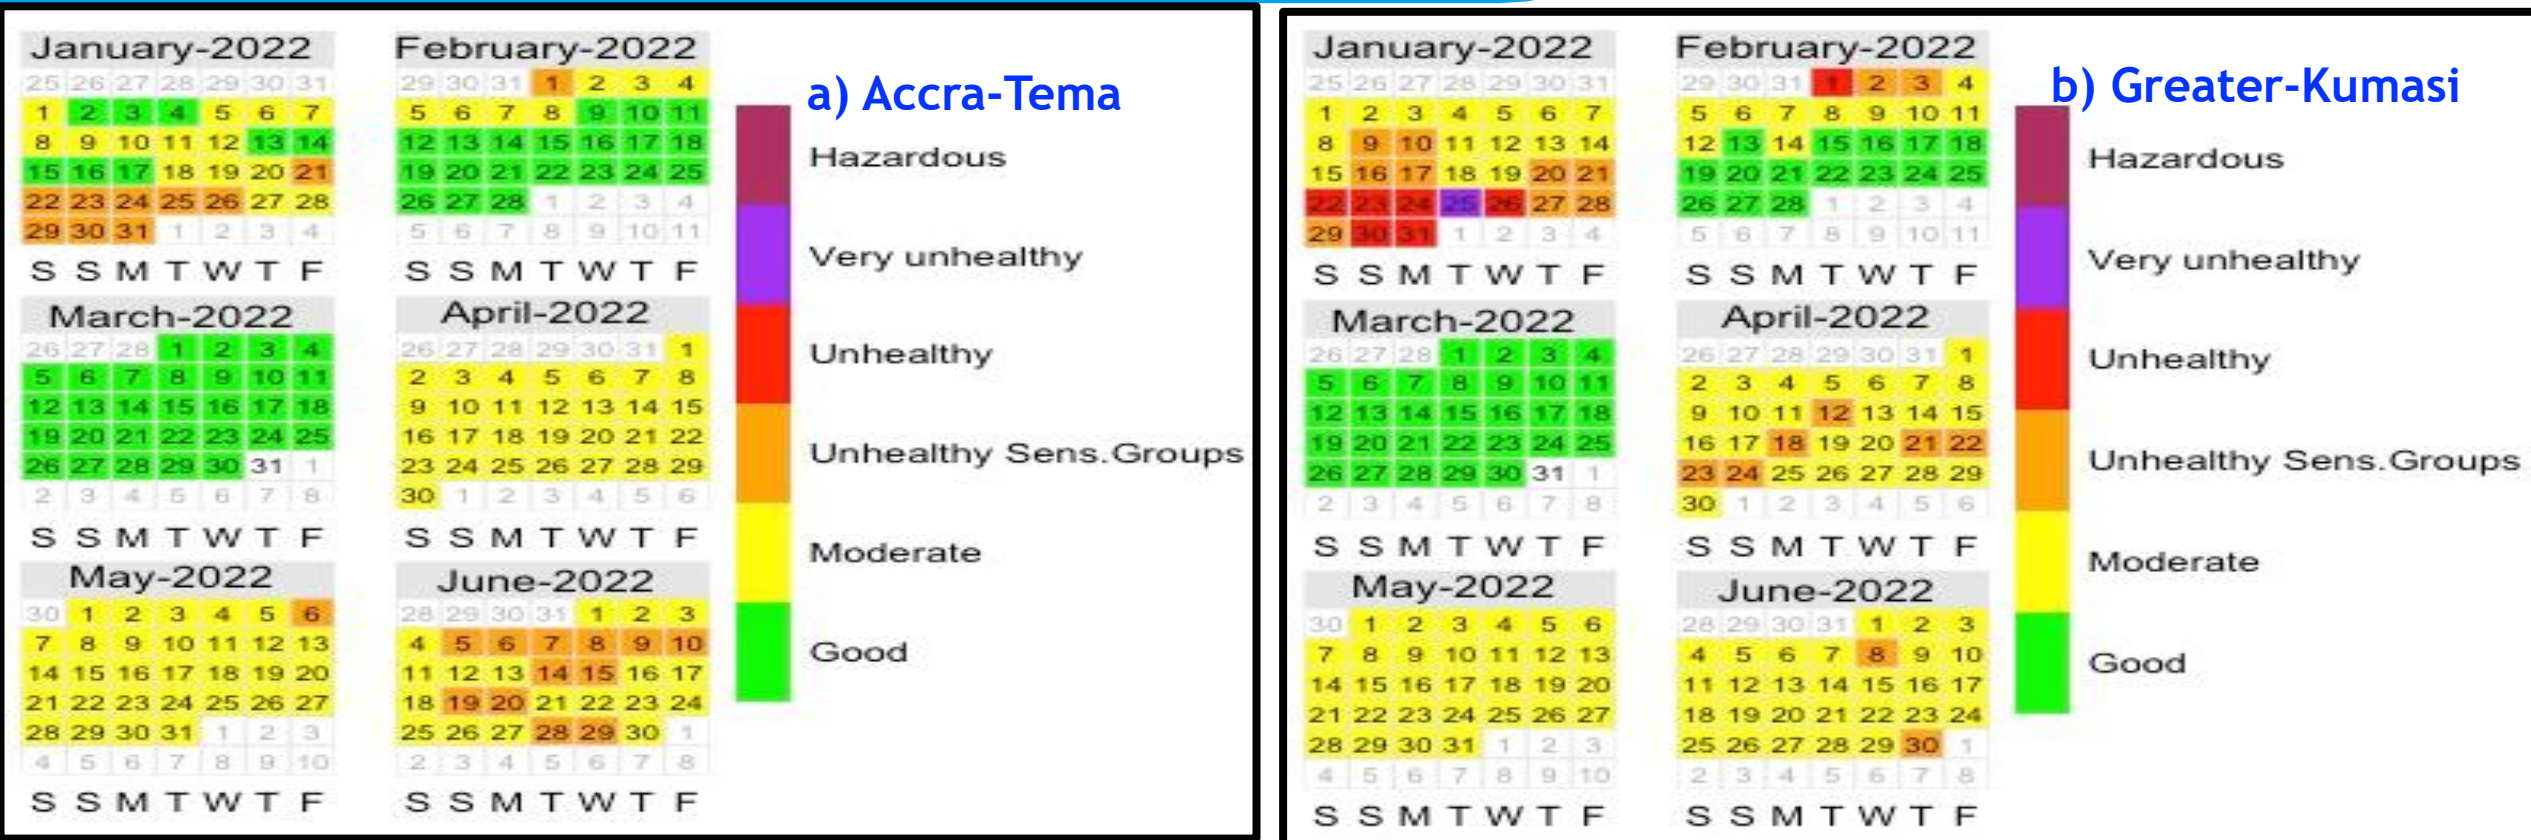 a) Accra-Tema
January-2022
25 26 27 28 29 30 31
1 2 3 4 5 6 7
8 9 10 11 12 13 14
15 16 17 18 19 20 21
22 23 24 25 26 27 28
29 30 31 1 2 3 4
S S M T W T F
February-2022
29 30 31 1 2 3 4
5 6 7 8 9 10 11
12 13 14 15 16 17 18
19 20 21 22 23 24 25
26 27 28 1 2 3 4
5 6 7 8 9 10 11
S S M T W T F
March-2022
26 27 28 1 2 3 4
5 6 7 8 9 10 11
12 13 14 15 16 17 18
19 20 21 22 23 24 25
26 27 28 29 30 31 1
2 3 4 5 6 7 8
S S M T W T F
April-2022
26 27 28 29 30 31 1
2 3 4 5 6 7 8
9 10 11 12 13 14 15
16 17 18 19 20 21 22
23 24 25 26 27 28 29
30 1 2 3 4 5 6
S S M T W T F
May-2022
30 1 2 3 4 5 6
7 8 9 10 11 12 13
14 15 16 17 18 19 20
21 22 23 24 25 26 27
28 29 30 31 1 2 3
4 5 6 7 8 9 10
S S M T W T F
June-2022
28 29 30 31 1 2 3
4 5 6 7 8 9 10
11 12 13 14 15 16 17
18 19 20 21 22 23 24
25 26 27 28 29 30 1
2 3 4 5 6 7 8
S S M T W T F
Hazardous
Very unhealthy
Unhealthy
Unhealthy Sens.Groups
Moderate
Good
b) Greater-Kumasi
January-2022
25 26 27 28 29 30 31
1 2 3 4 5 6 7
8 9 10 11 12 13 14
15 16 17 18 19 20 21
22 23 24 25 26 27 28
29 30 31 1 2 3 4
S S M T W T F
February-2022
29 30 31 1 2 3 4
5 6 7 8 9 10 11
12 13 14 15 16 17 18
19 20 21 22 23 24 25
26 27 28 1 2 3 4
5 6 7 8 9 10 11
S S M T W T F
March-2022
26 27 28 1 2 3 4
5 6 7 8 9 10 11
12 13 14 15 16 17 18
19 20 21 22 23 24 25
26 27 28 29 30 31 1
2 3 4 5 6 7 8
S S M T W T F
April-2022
26 27 28 29 30 31 1
2 3 4 5 6 7 8
9 10 11 12 13 14 15
16 17 18 19 20 21 22
23 24 25 26 27 28 29
30 1 2 3 4 5 6
S S M T W T F
May-2022
30 1 2 3 4 5 6
7 8 9 10 11 12 13
14 15 16 17 18 19 20
21 22 23 24 25 26 27
28 29 30 31 1 2 3
4 5 6 7 8 9 10
S S M T W T F
June-2022
28 29 30 31 1 2 3
4 5 6 7 8 9 10
11 12 13 14 15 16 17
18 19 20 21 22 23 24
25 26 27 28 29 30 1
2 3 4 5 6 7 8
S S M T W T F
Hazardous
Very unhealthy
Unhealthy
Unhealthy Sens.Groups
Moderate
Good